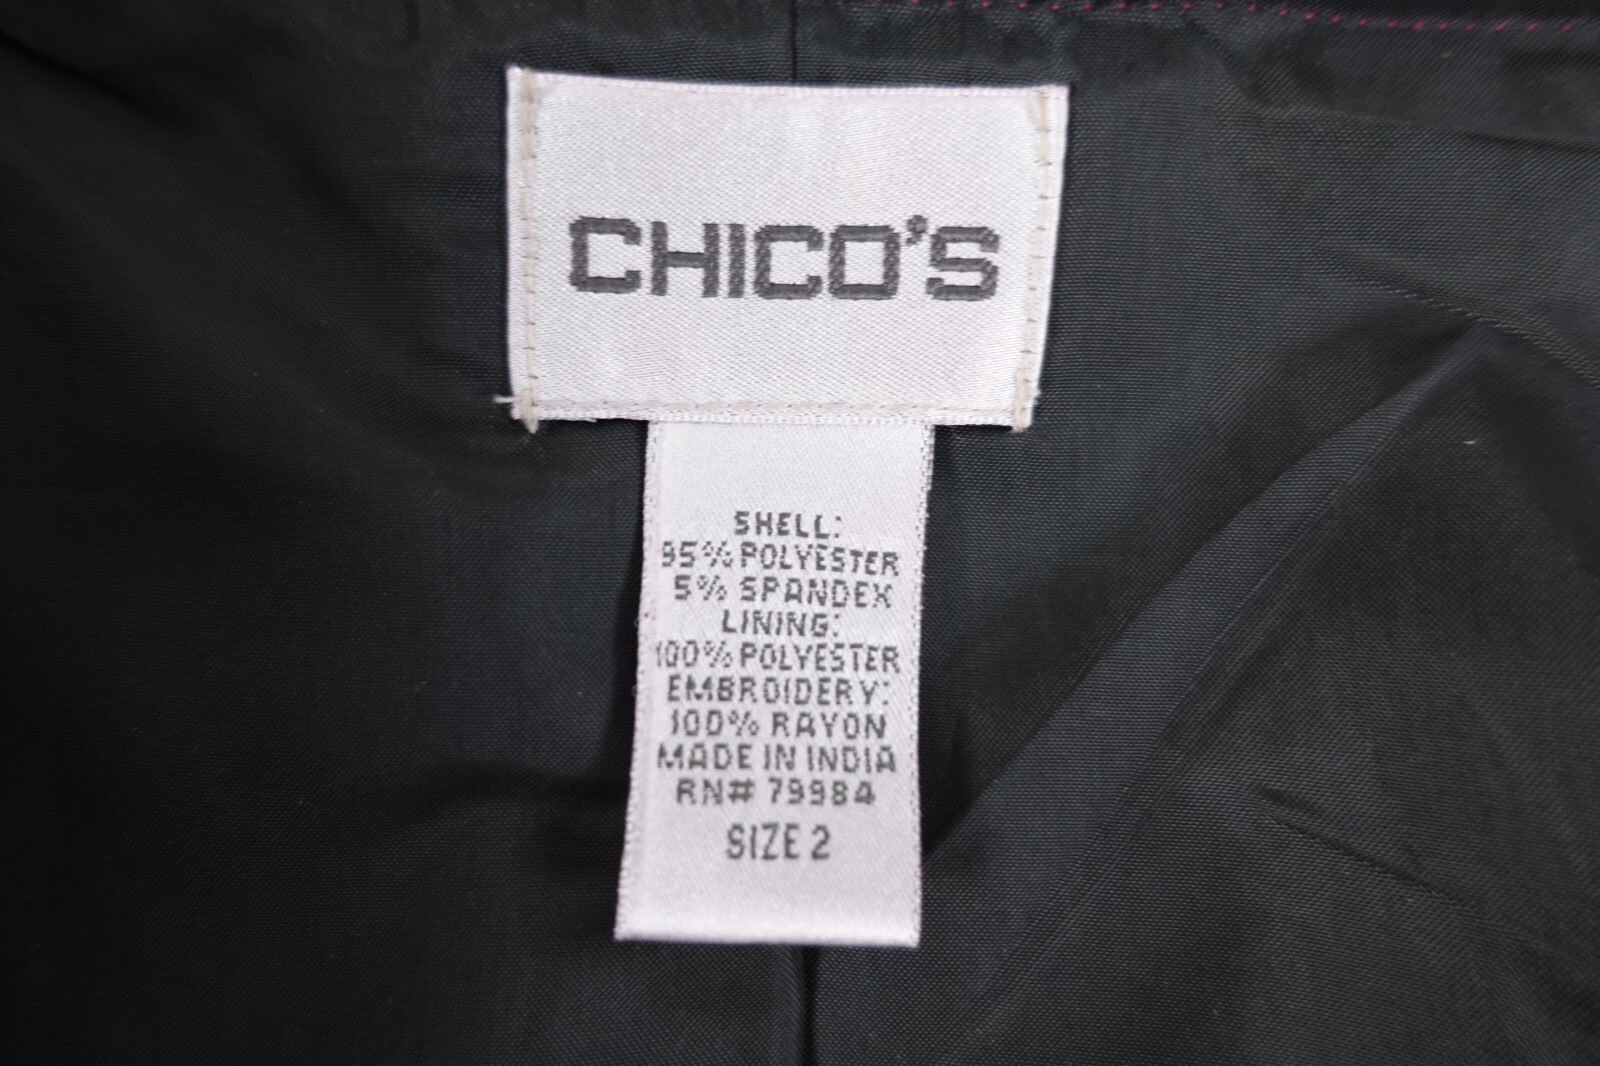 CHICO'S
SHELL:
95% POLYESTER
5% SPANDEX
LINING:
100% POLYESTER
EMBROIDERY:
100% RAYON
MADE IN INDIA
RN# 79984
SIZE 2